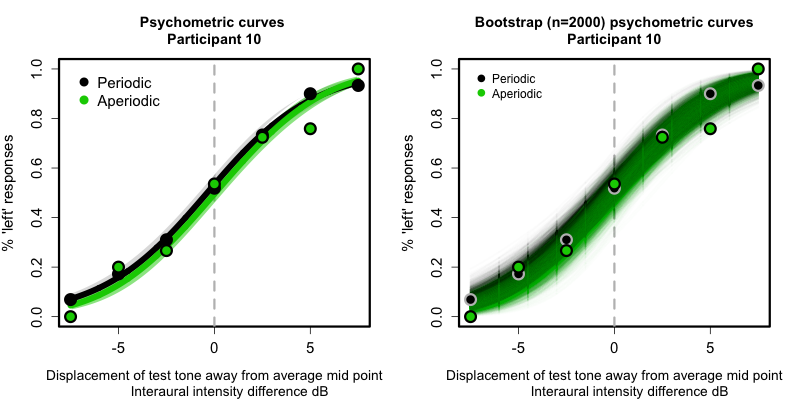 Psychometric curves
Participant 10
% 'left' responses
1.0
0.8
0.6
0.4
0.2
0.0
Periodic
Aperiodic
-5
0
5
Displacement of test tone away from average mid point
Interaural intensity difference dB
Bootstrap (n=2000) psychometric curves
Participant 10
% 'left' responses
1.0
0.8
0.6
0.4
0.2
0.0
Periodic
Aperiodic
-5
0
5
Displacement of test tone away from average mid point
Interaural intensity difference dB